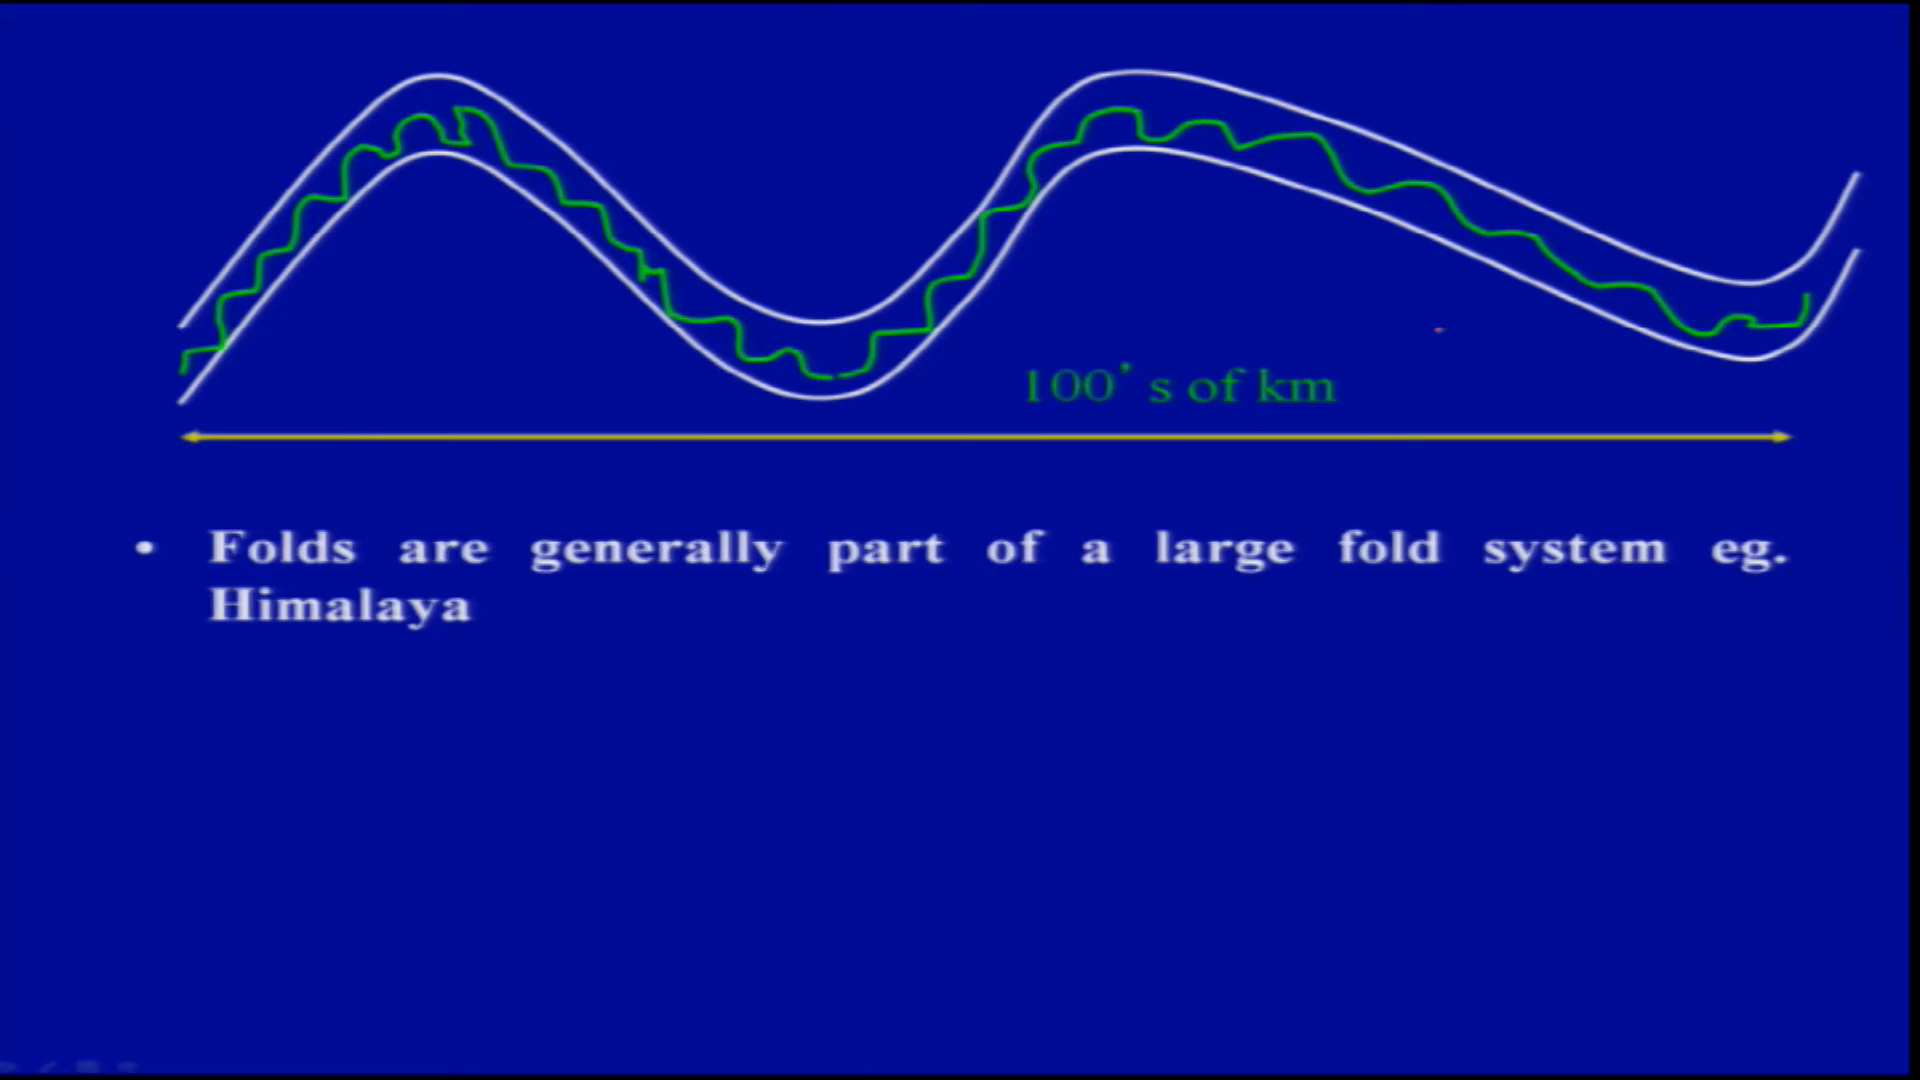 100's of km
• Folds are generally part of a large fold system eg.
Himalaya